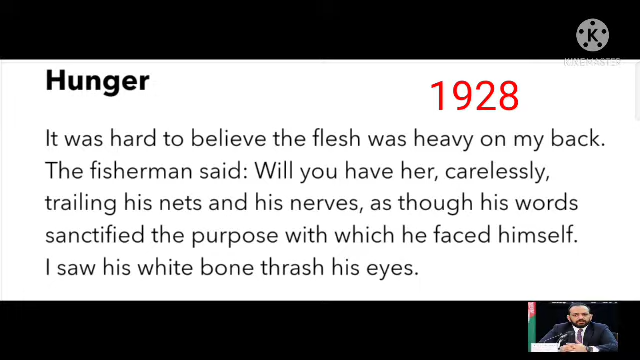 K
KINEMASTER
Hunger
1928
It was hard to believe the flesh was heavy on my back.
The fisherman said: Will you have her, carelessly,
trailing his nets and his nerves, as though his words
sanctified the purpose with which he faced himself.
I saw his white bone thrash his eyes.